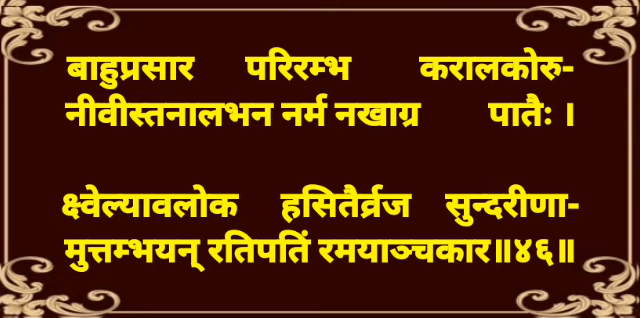 बाहुप्रसार परिरम्भ करालकोरु-
नीवीस्तनालभन नर्म नखाग्र पातैः ।
क्ष्वेल्यावलोक हसितैर्व्रज सुन्दरीणा-
मुत्तम्भयन् रतिपतिं रमयाञ्चकार॥४६॥